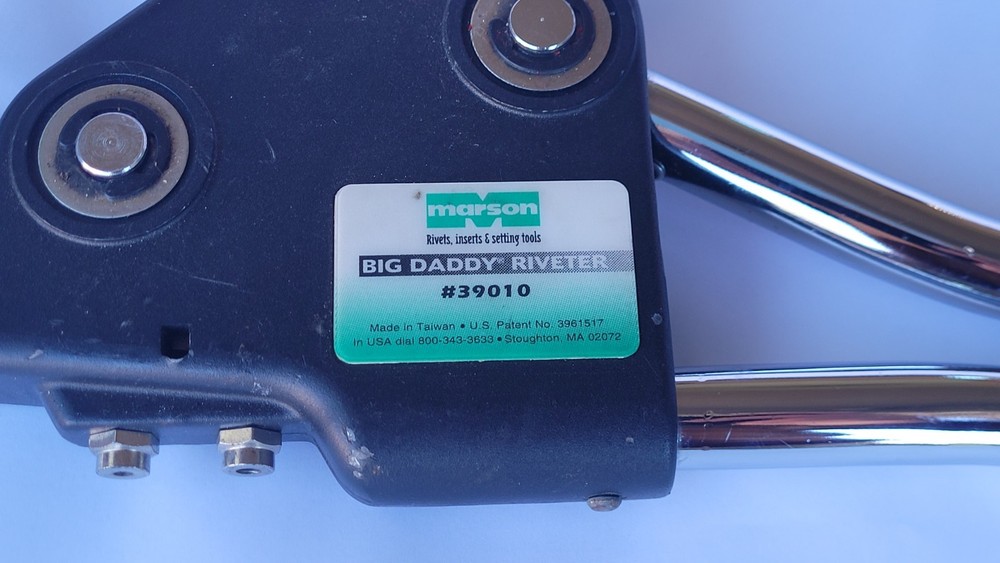 marson
Rivets, inserts & setting tools
BIG DADDY® RIVETER
#39010
Made in Taiwan • U.S. Patent No. 3961517
In USA dial 800-343-3633 • Stoughton, MA 02072